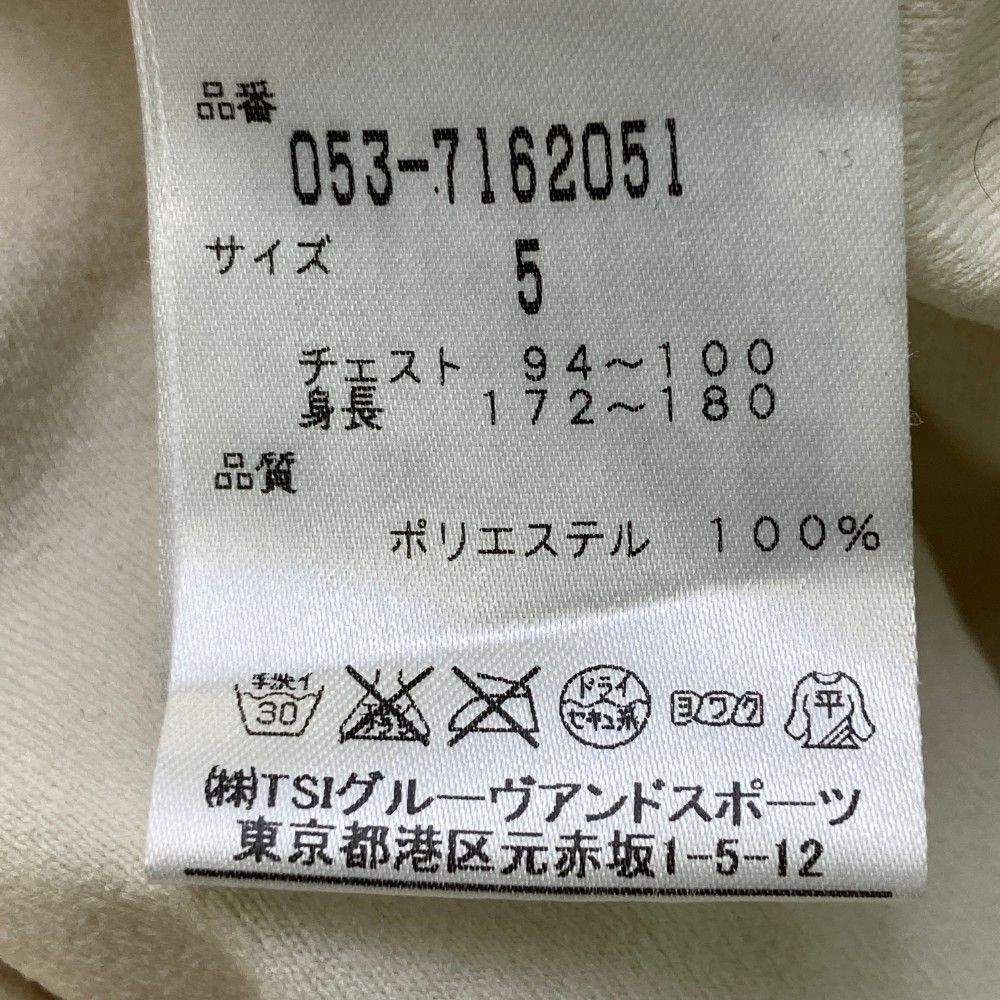 品番
053-7162051
サイズ 5
チェスト 94〜100
身長 172〜180
品質
ポリエステル 100%
手洗イ 30 ドライ セキユ系 ヨワク 平
(株)TSIグルーヴアンドスポーツ
東京都港区元赤坂1-5-12